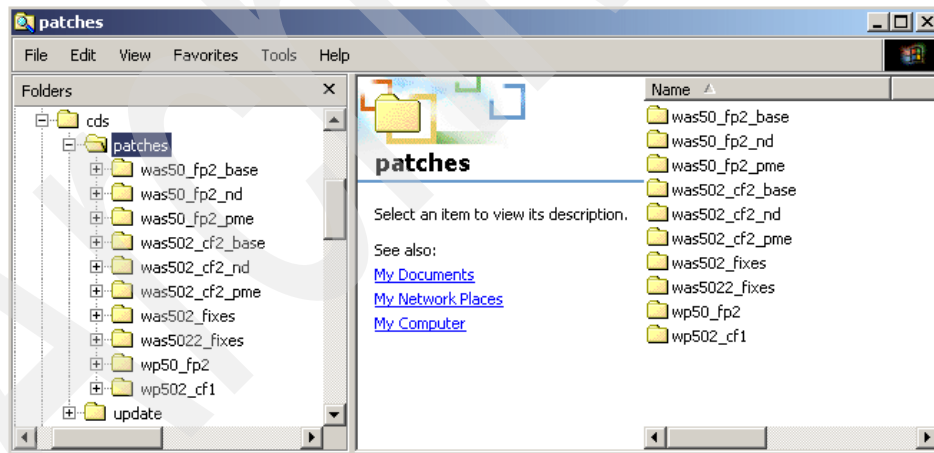 patches
File Edit View Favorites Tools Help
Folders
cds
patches
was50_fp2_base
was50_fp2_nd
was50_fp2_pme
was502_cf2_base
was502_cf2_nd
was502_cf2_pme
was502_fixes
was5022_fixes
wp50_fp2
wp502_cf1
update
patches
Select an item to view its description.
See also:
My Documents
My Network Places
My Computer
Name
was50_fp2_base
was50_fp2_nd
was50_fp2_pme
was502_cf2_base
was502_cf2_nd
was502_cf2_pme
was502_fixes
was5022_fixes
wp50_fp2
wp502_cf1